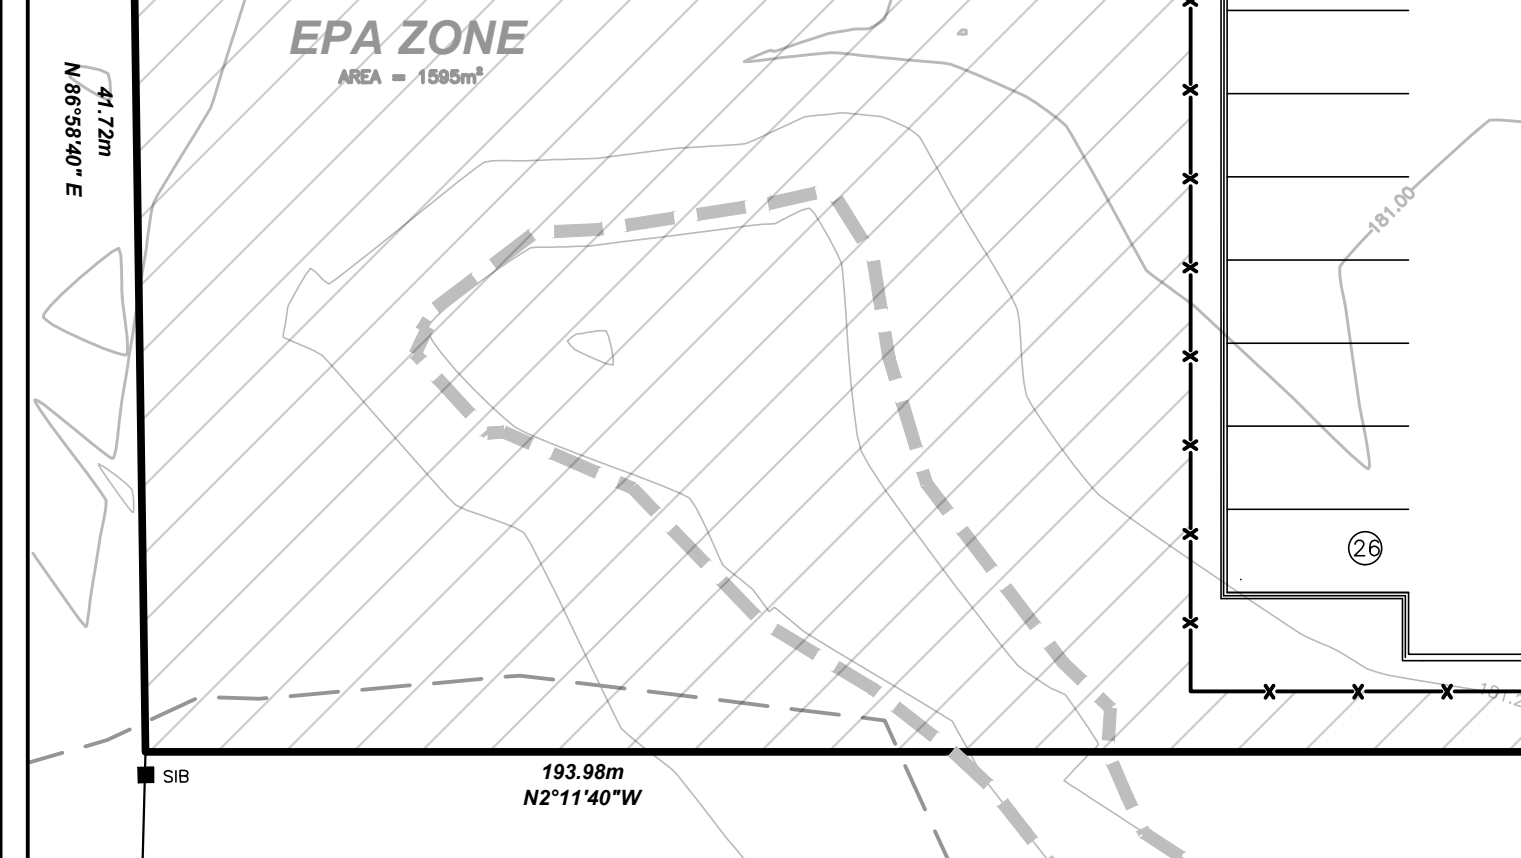 EPA ZONE
AREA = 1595m²
41.72m
N 86°58'40" E
181.00
26
SIB
193.98m
N2°11'40"W